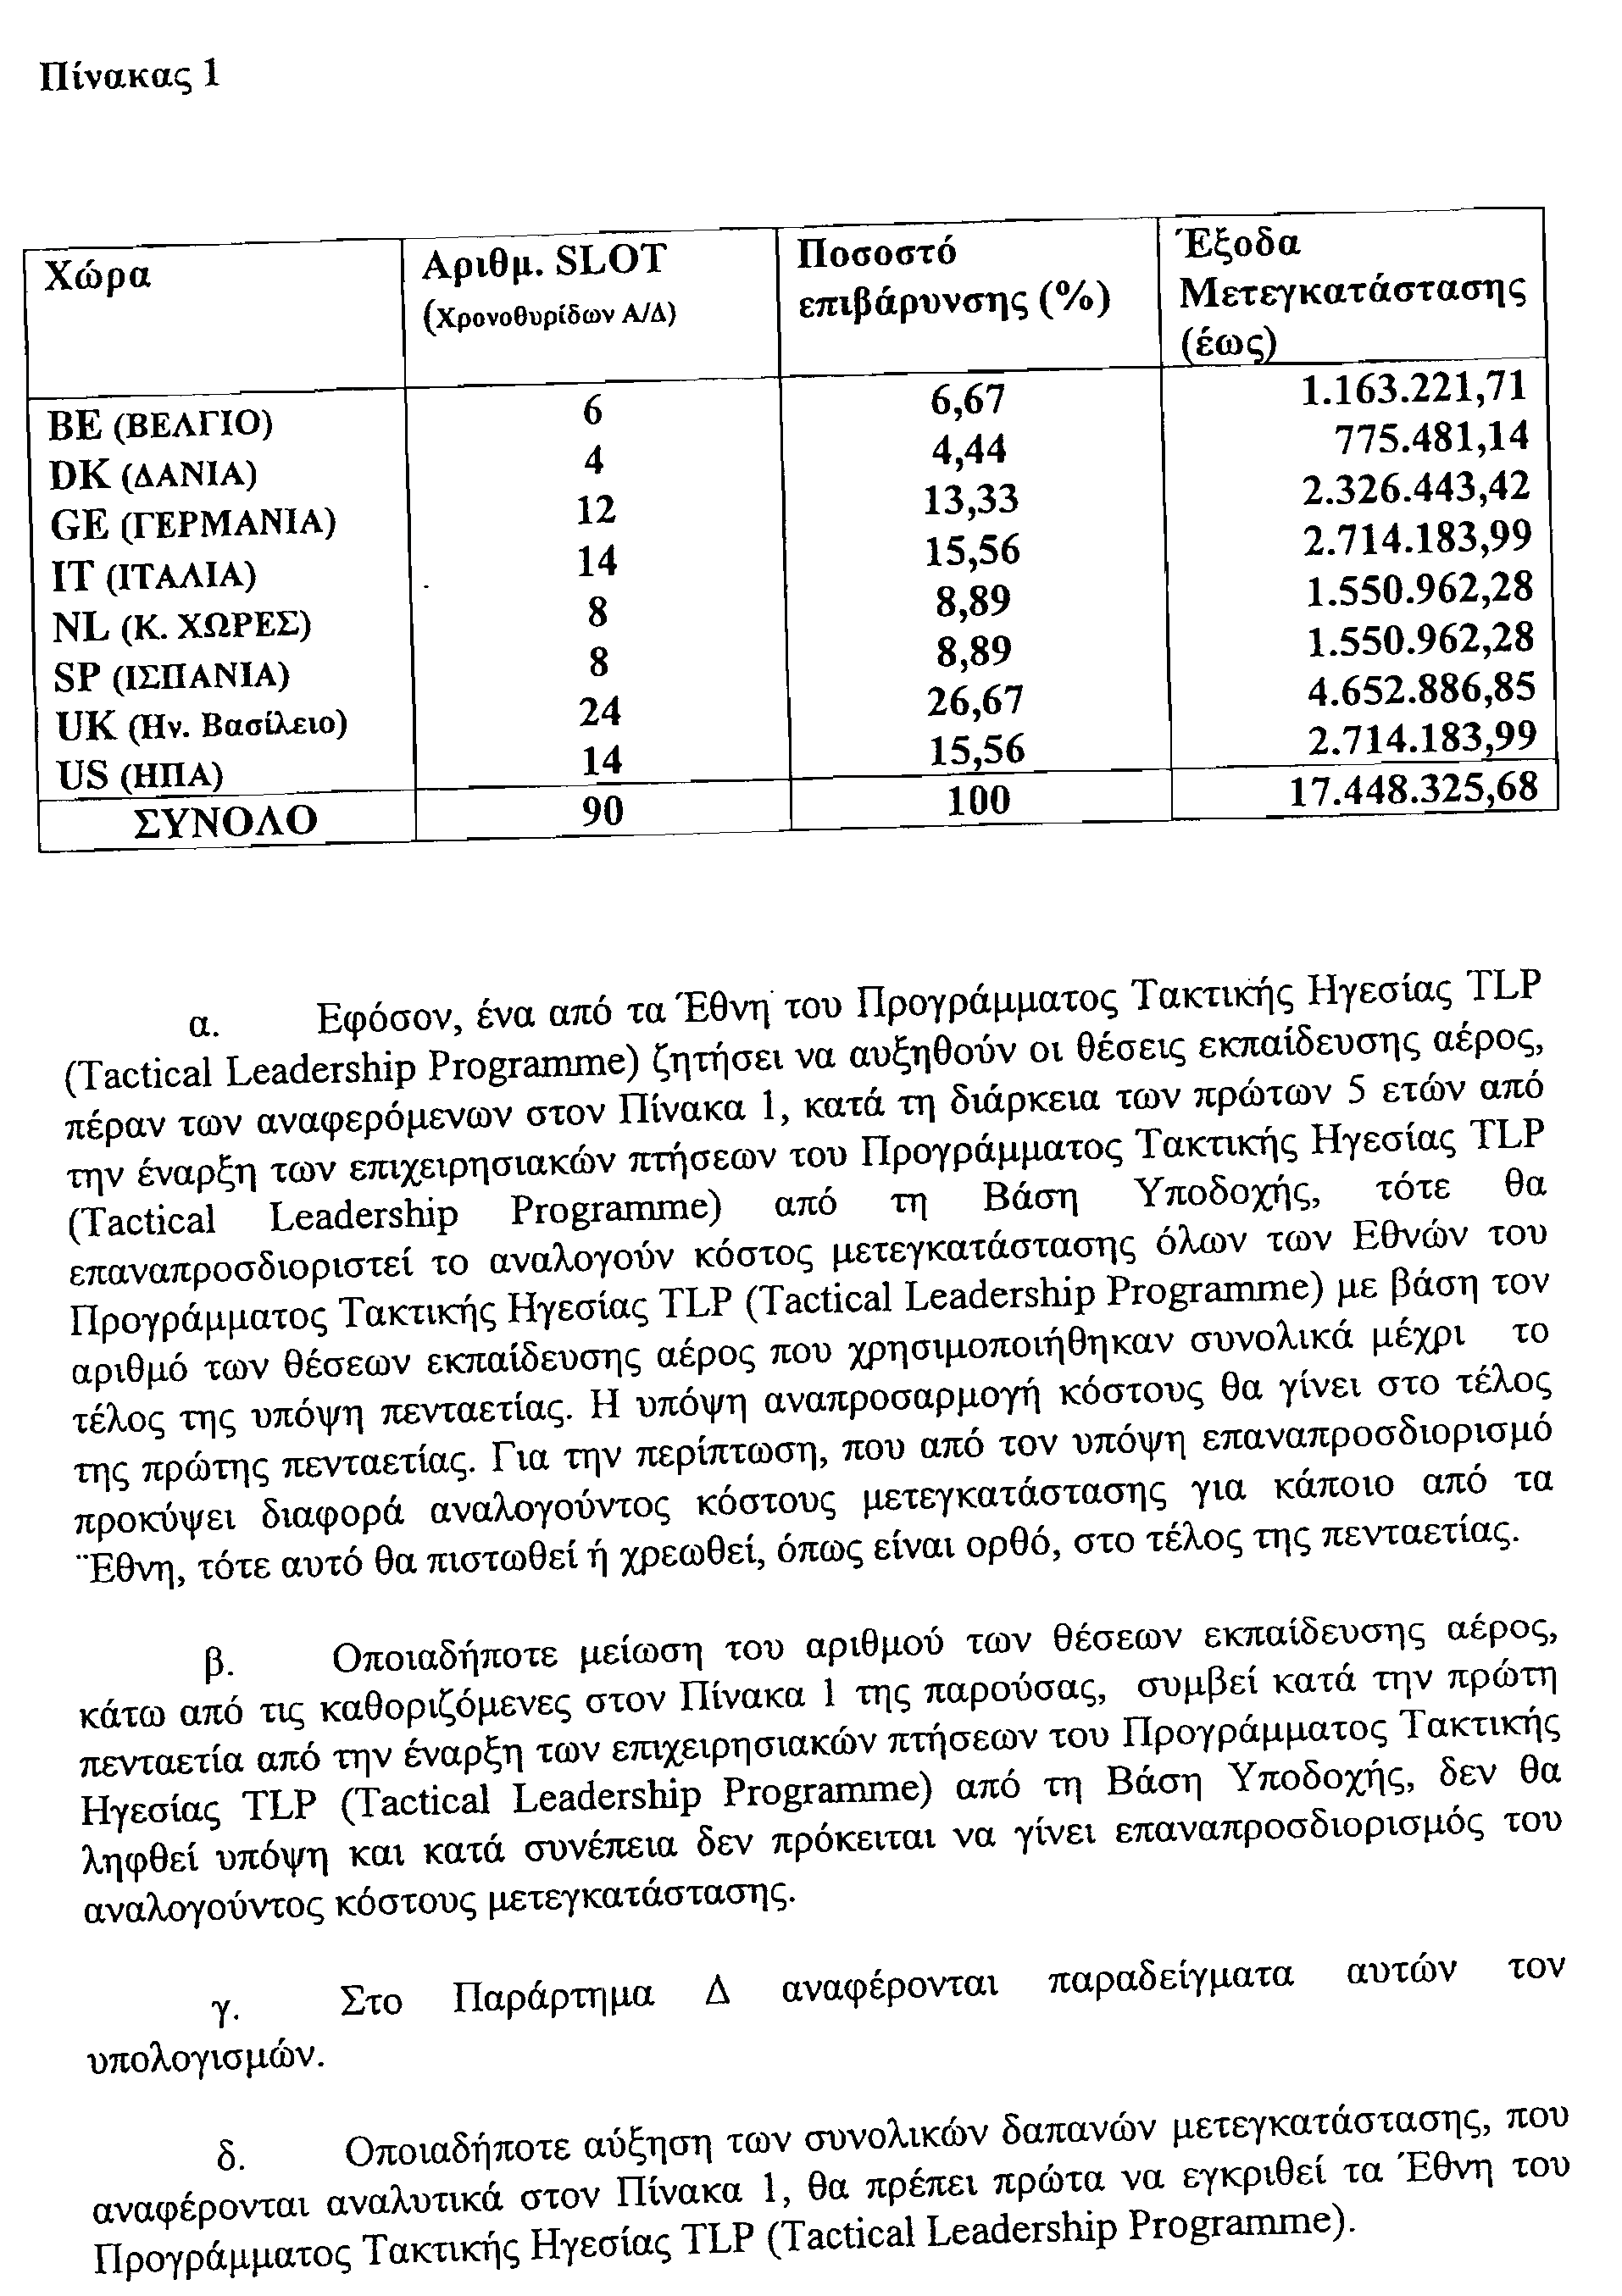 Πίνακας 1
Χώρα Αριθμ. SLOT (Χρονοθυρίδων Α/Δ) Ποσοστό επιβάρυνσης (%) Έξοδα Μετεγκατάστασης (έως)
BE (ΒΕΛΓΙΟ) 6 6,67 1.163.221,71
DK (ΔΑΝΙΑ) 4 4,44 775.481,14
GE (ΓΕΡΜΑΝΙΑ) 12 13,33 2.326.443,42
IT (ΙΤΑΛΙΑ) 14 15,56 2.714.183,99
NL (Κ. ΧΩΡΕΣ) 8 8,89 1.550.962,28
SP (ΙΣΠΑΝΙΑ) 8 8,89 1.550.962,28
UK (Ην. Βασίλειο) 24 26,67 4.652.886,85
US (ΗΠΑ) 14 15,56 2.714.183,99
ΣΥΝΟΛΟ 90 100 17.448.325,68
α. Εφόσον, ένα από τα Έθνη του Προγράμματος Τακτικής Ηγεσίας TLP
(Tactical Leadership Programme) ζητήσει να αυξηθούν οι θέσεις εκπαίδευσης αέρος,
πέραν των αναφερόμενων στον Πίνακα 1, κατά τη διάρκεια των πρώτων 5 ετών από
την έναρξη των επιχειρησιακών πτήσεων του Προγράμματος Τακτικής Ηγεσίας TLP
(Tactical Leadership Programme) από τη Βάση Υποδοχής, τότε θα
επαναπροσδιοριστεί το αναλογούν κόστος μετεγκατάστασης όλων των Εθνών του
Προγράμματος Τακτικής Ηγεσίας TLP (Tactical Leadership Programme) με βάση τον
αριθμό των θέσεων εκπαίδευσης αέρος που χρησιμοποιήθηκαν συνολικά μέχρι το
τέλος της υπόψη πενταετίας. Η υπόψη αναπροσαρμογή κόστους θα γίνει στο τέλος
της πρώτης πενταετίας. Για την περίπτωση, που από τον υπόψη επαναπροσδιορισμό
προκύψει διαφορά αναλογούντος κόστους μετεγκατάστασης για κάποιο από τα
¨Εθνη, τότε αυτό θα πιστωθεί ή χρεωθεί, όπως είναι ορθό, στο τέλος της πενταετίας.
β. Οποιαδήποτε μείωση του αριθμού των θέσεων εκπαίδευσης αέρος,
κάτω από τις καθοριζόμενες στον Πίνακα 1 της παρούσας, συμβεί κατά την πρώτη
πενταετία από την έναρξη των επιχειρησιακών πτήσεων του Προγράμματος Τακτικής
Ηγεσίας TLP (Tactical Leadership Programme) από τη Βάση Υποδοχής, δεν θα
ληφθεί υπόψη και κατά συνέπεια δεν πρόκειται να γίνει επαναπροσδιορισμός του
αναλογούντος κόστους μετεγκατάστασης.
γ. Στο Παράρτημα Δ αναφέρονται παραδείγματα αυτών τον
υπολογισμών.
δ. Οποιαδήποτε αύξηση των συνολικών δαπανών μετεγκατάστασης, που
αναφέρονται αναλυτικά στον Πίνακα 1, θα πρέπει πρώτα να εγκριθεί τα Έθνη του
Προγράμματος Τακτικής Ηγεσίας TLP (Tactical Leadership Programme).